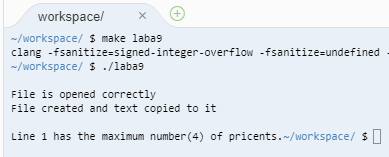 workspace/
~/workspace/ $ make laba9
clang -fsanitize=signed-integer-overflow -fsanitize=undefined -
~/workspace/ $ ./laba9
File is opened correctly
File created and text copied to it
Line 1 has the maximum number(4) of pricents.~/workspace/ $